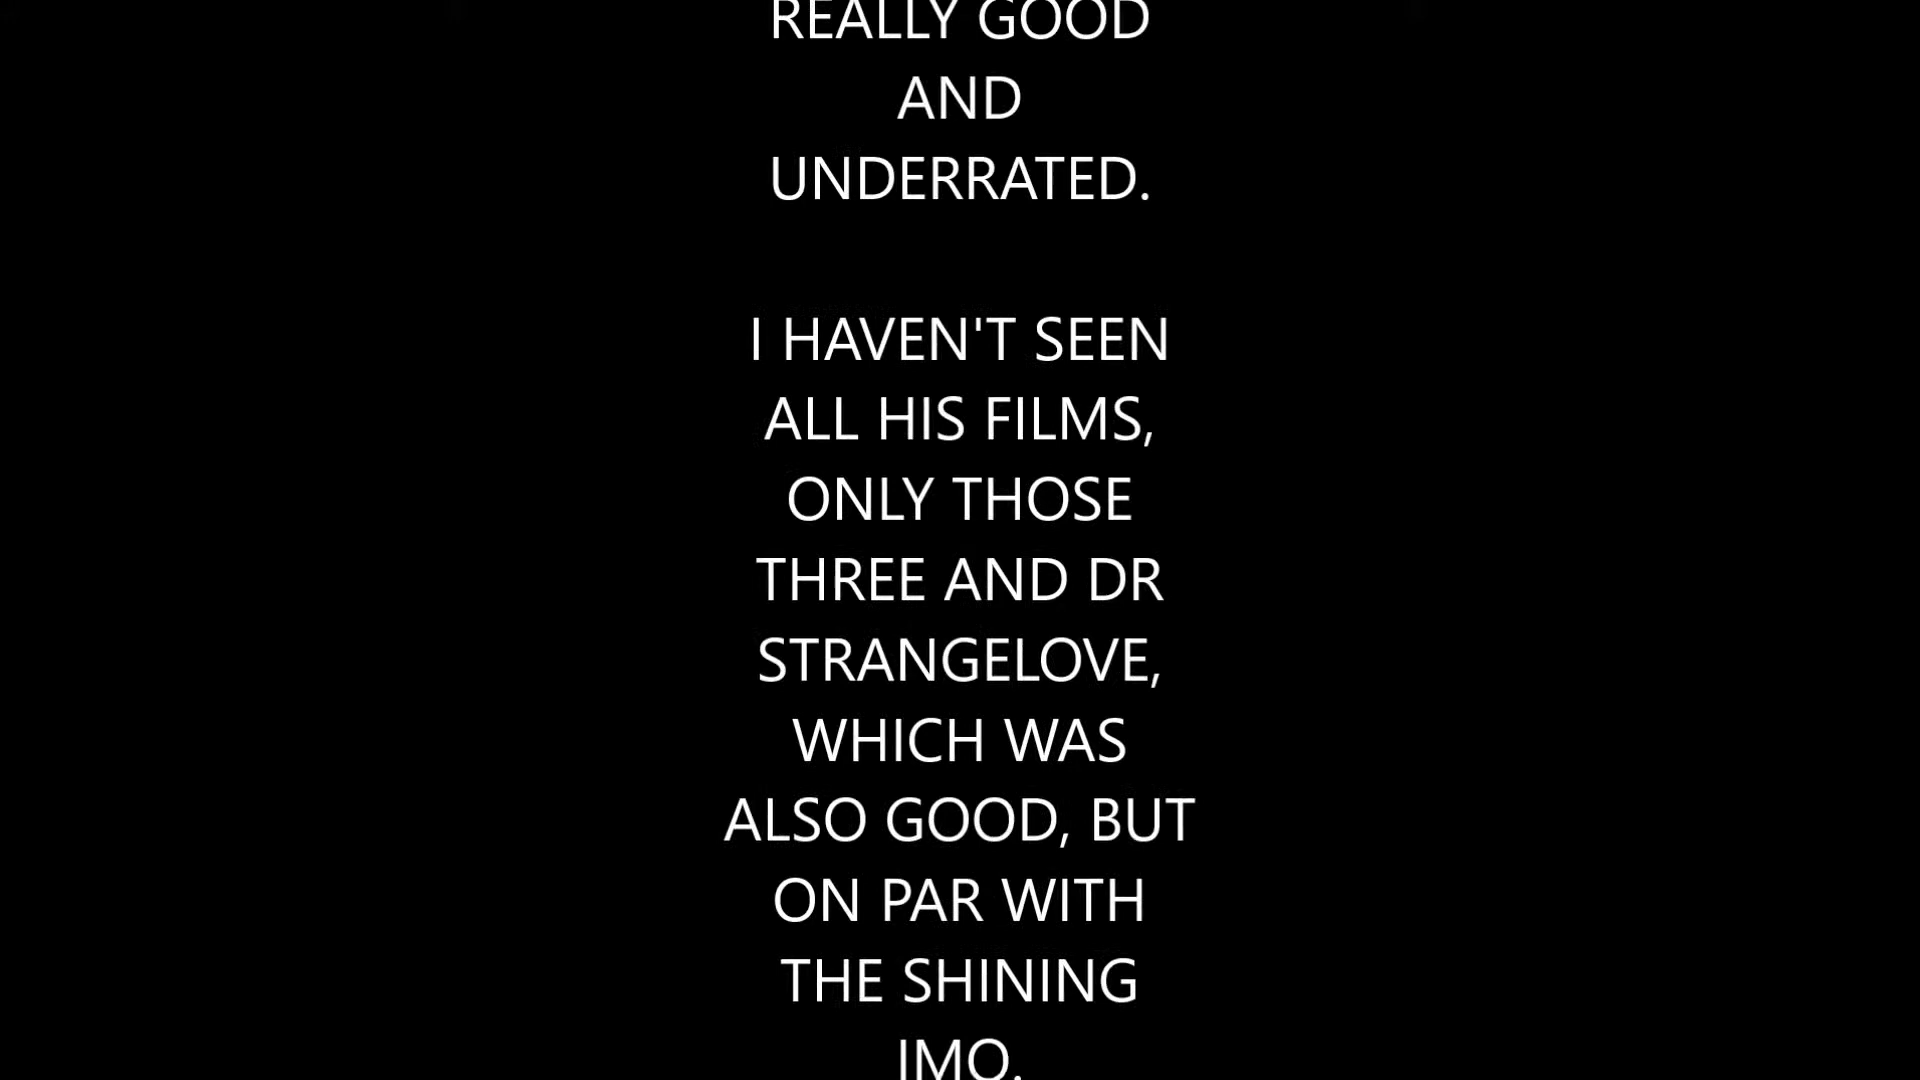 REALLY GOOD
AND
UNDERRATED.
I HAVEN'T SEEN
ALL HIS FILMS,
ONLY THOSE
THREE AND DR
STRANGELOVE,
WHICH WAS
ALSO GOOD, BUT
ON PAR WITH
THE SHINING
IMO.